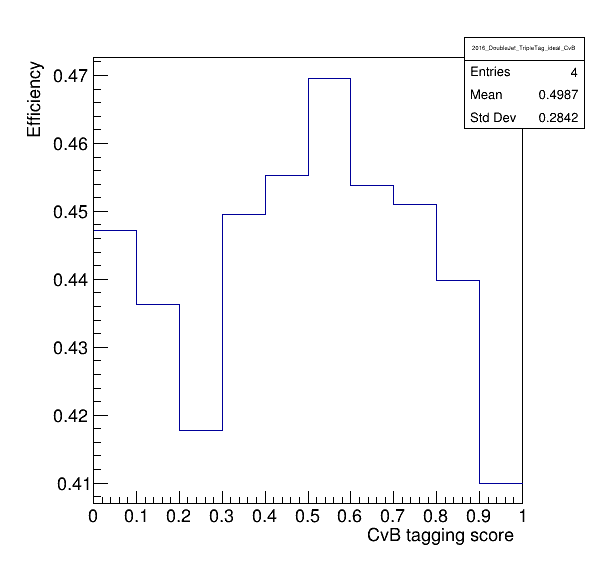 2016_DoubleJet_TripleTag_ideal_CvB
Entries 4
Mean 0.4987
Std Dev 0.2842
Efficiency
0.47
0.46
0.45
0.44
0.43
0.42
0.41
0 0.1 0.2 0.3 0.4 0.5 0.6 0.7 0.8 0.9 1
CvB tagging score